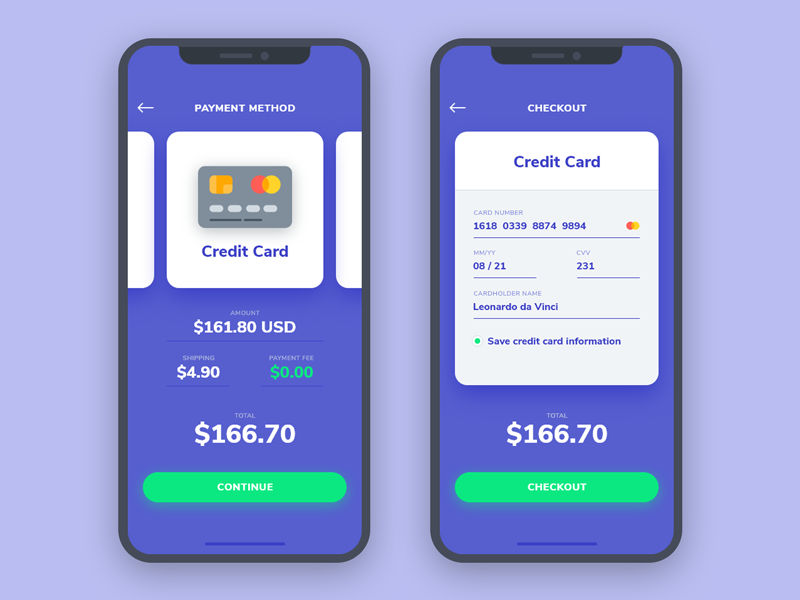 PAYMENT METHOD
Credit Card
AMOUNT
$161.80 USD
SHIPPING PAYMENT FEE
$4.90 $0.00
TOTAL
$166.70
CONTINUE
CHECKOUT
Credit Card
CARD NUMBER
1618 0339 8874 9894
MM/YY CVV
08 / 21 231
CARDHOLDER NAME
Leonardo da Vinci
Save credit card information
TOTAL
$166.70
CHECKOUT